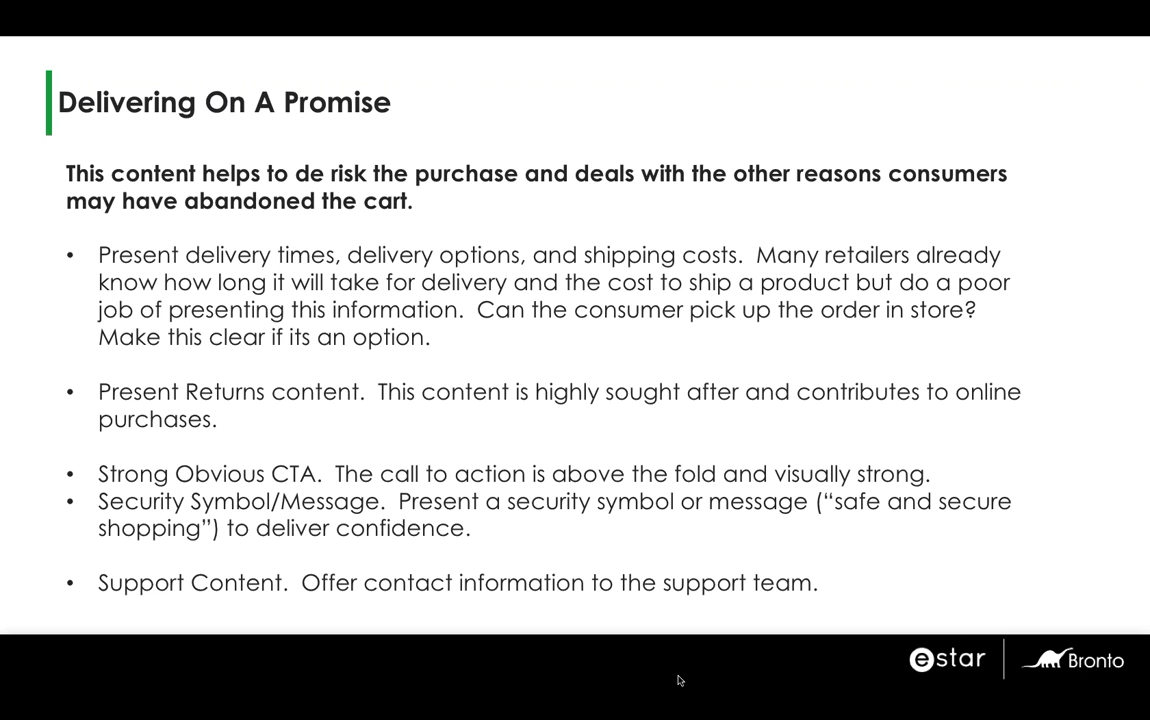 Delivering On A Promise
This content helps to de risk the purchase and deals with the other reasons consumers
may have abandoned the cart.
• Present delivery times, delivery options, and shipping costs.  Many retailers already
know how long it will take for delivery and the cost to ship a product but do a poor
job of presenting this information.  Can the consumer pick up the order in store?
Make this clear if its an option.
• Present Returns content.  This content is highly sought after and contributes to online
purchases.
• Strong Obvious CTA.  The call to action is above the fold and visually strong.
• Security Symbol/Message.  Present a security symbol or message (“safe and secure
shopping”) to deliver confidence.
• Support Content.  Offer contact information to the support team.
estar | Bronto